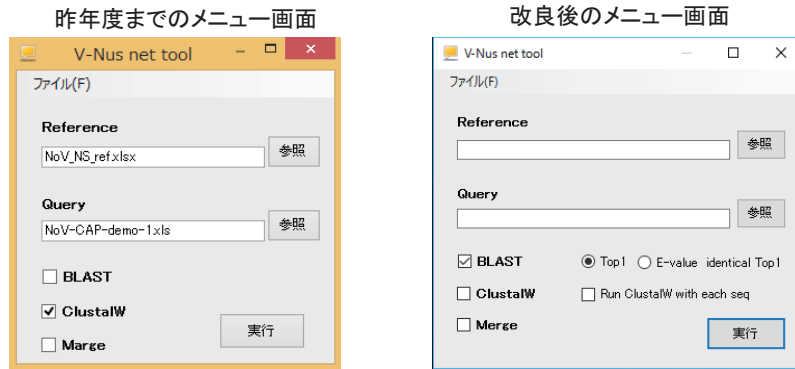 昨年度までのメニュー画面
V-Nus net tool
ファイル(F)
Reference
NoV_NS_ref.xlsx
参照
Query
NoV-CAP-demo-1.xls
参照
BLAST
ClustalW
Marge
実行
改良後のメニュー画面
V-Nus net tool
ファイル(F)
Reference
参照
Query
参照
BLAST Top1 E-value identical Top1
ClustalW Run ClustalW with each seq
Merge
実行